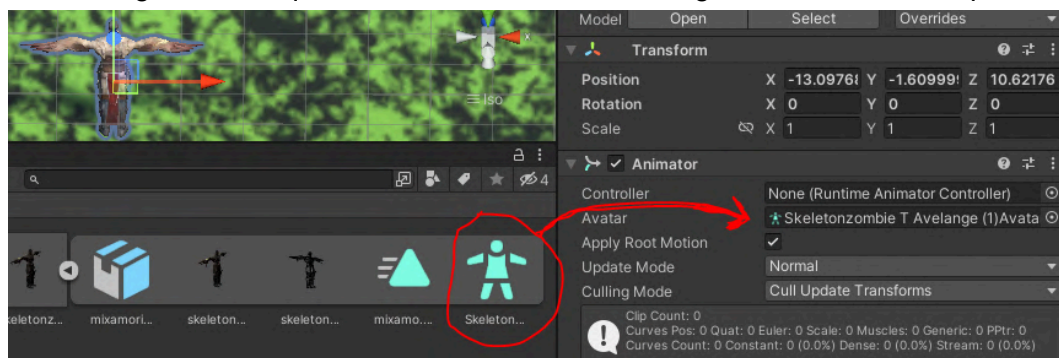 Model Open Select Overrides
Transform
Position X -13.0976 Y -1.60999 Z 10.62176
Iso
Rotation X 0 Y 0 Z 0
Scale X 1 Y 1 Z 1
4
Animator
Controller None (Runtime Animator Controller)
Avatar Skeletonzombie T Avelange (1)Avata
Apply Root Motion
Update Mode Normal
Culling Mode Cull Update Transforms
keletonz... mixamori... skeleton... skeleton... mixamo.... Skeleton...
Clip Count: 0
Curves Pos: 0 Quat: 0 Euler: 0 Scale: 0 Muscles: 0 Generic: 0 PPtr: 0
Curves Count: 0 Constant: 0 (0.0%) Dense: 0 (0.0%) Stream: 0 (0.0%)